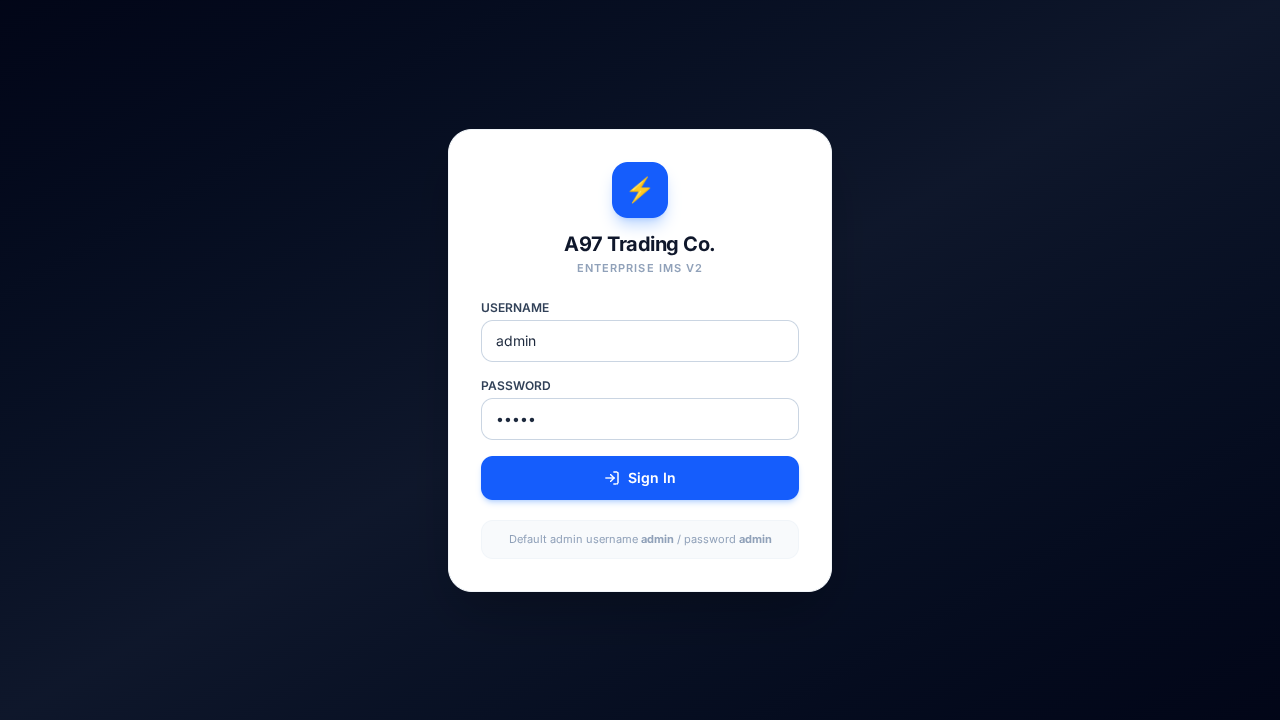 A97 Trading Co.
ENTERPRISE IMS V2
USERNAME
admin
PASSWORD
•••••
Sign In
Default admin username admin / password admin